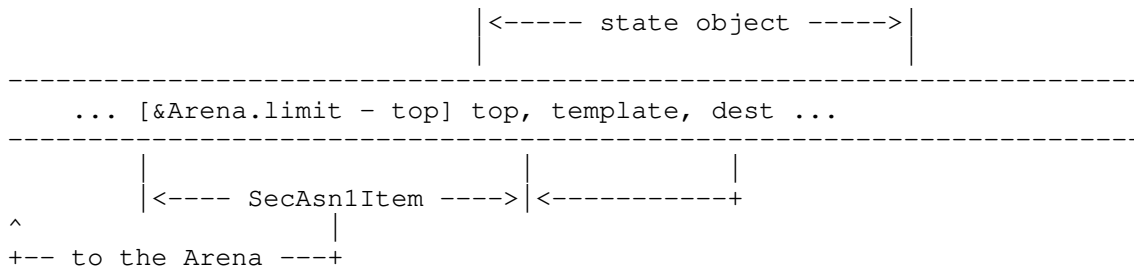 |<----- state object ----->|
... [&Arena.limit - top] top, template, dest ...
|<---- SecAsn1Item ---->|<-----------+
^
+-- to the Arena ---+